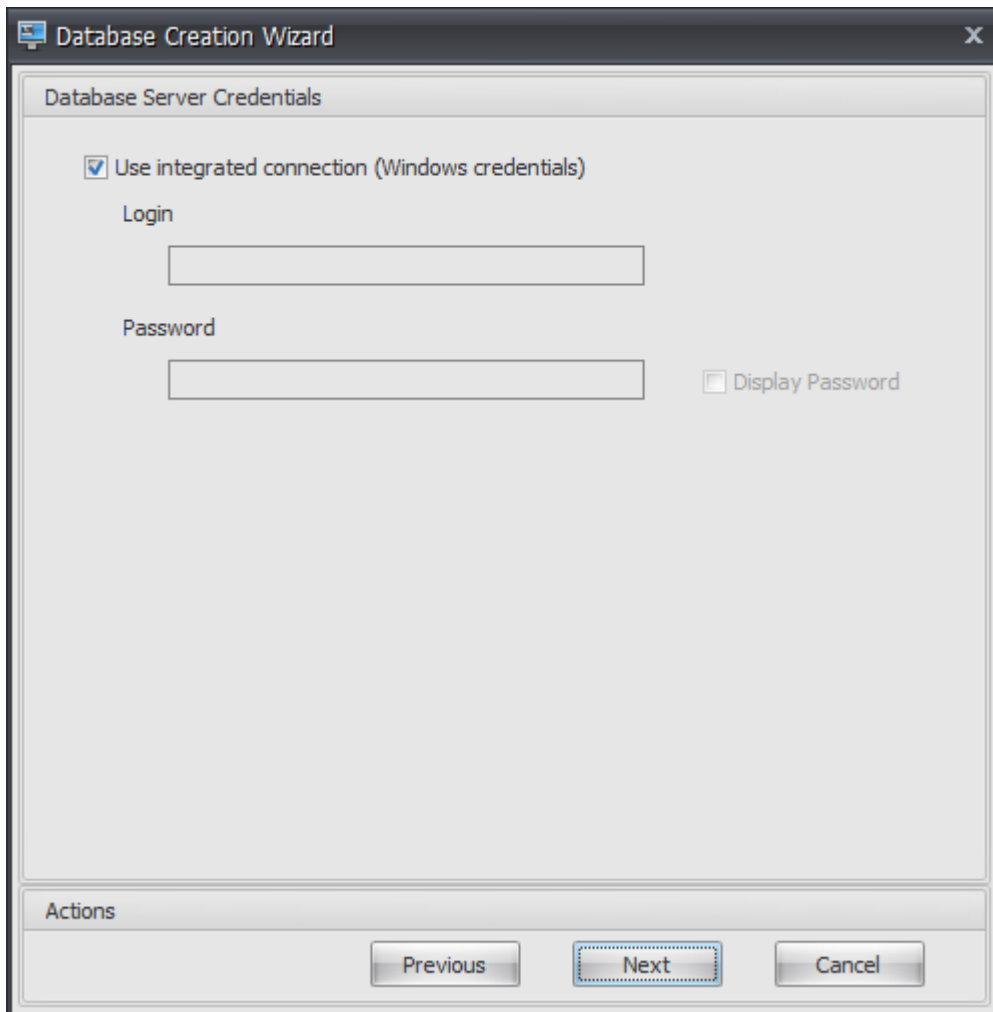 Database Creation Wizard
Database Server Credentials
Use integrated connection (Windows credentials)
Login
Password
Display Password
Actions
Previous Next Cancel